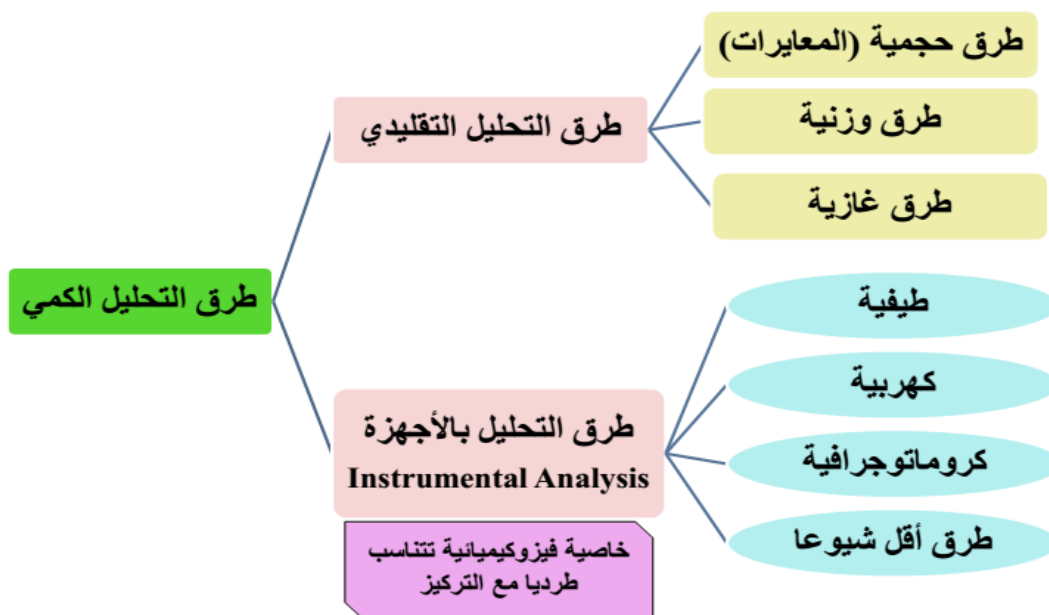 طرق التحليل الكمي
طرق التحليل التقليدي
طرق حجمية (المعايرات)
طرق وزنية
طرق غازية
طرق التحليل بالأجهزة
Instrumental Analysis
خاصية فيزوكيميائية تتناسب
طرديا مع التركيز
طيفية
كهربية
كروماتوجرافية
طرق أقل شيوعا